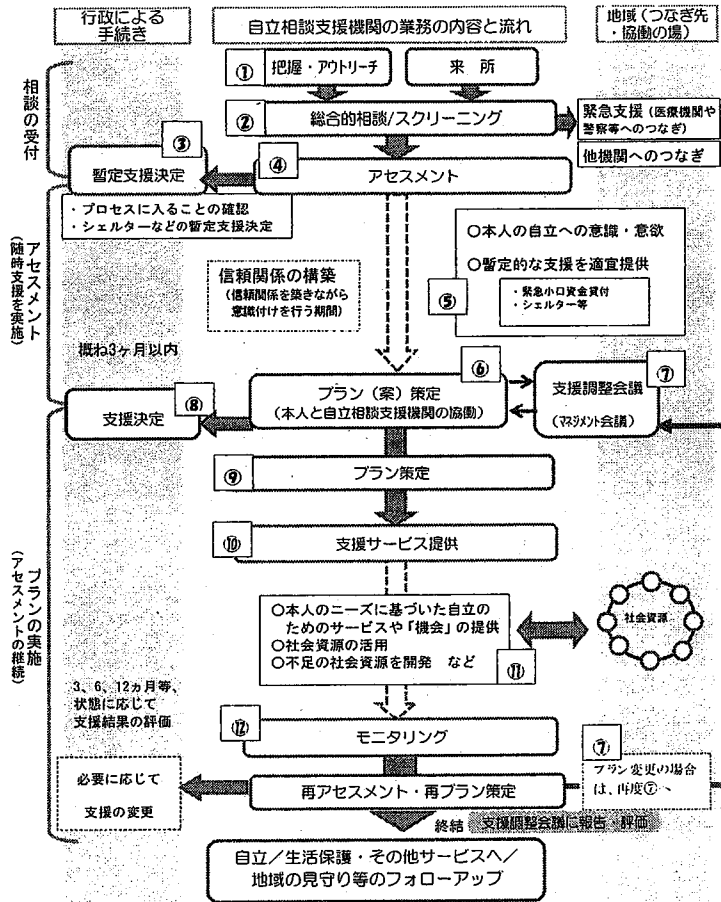 行政による
手続き
自立相談支援機関の業務の内容と流れ
地域（つなぎ先
・協働の場）
相談の受付
①
把握・アウトリーチ
来所
②
総合的相談/スクリーニング
緊急支援（医療機関や
警察等へのつなぎ）
他機関へのつなぎ
③
暫定支援決定
④
アセスメント
・プロセスに入ることの確認
・シェルターなどの暫定支援決定
アセスメント
（随時支援を実施）
信頼関係の構築
（信頼関係を築きながら
意識付けを行う期間）
○本人の自立への意識・意欲
○暫定的な支援を適宜提供
⑤
・緊急小口資金貸付
・シェルター等
概ね3ヶ月以内
⑥
プラン（案）策定
（本人と自立相談支援機関の協働）
⑦
支援調整会議
（マネジメント会議）
⑧
支援決定
⑨
プラン策定
⑩
支援サービス提供
プランの実施
（アセスメントの継続）
○本人のニーズに基づいた自立の
ためのサービスや「機会」の提供
○社会資源の活用
○不足の社会資源を開発　など
⑪
社会資源
3、6、12ヵ月等、
状態に応じて
支援結果の評価
⑫
モニタリング
⑦
プラン変更の場合
は、再度⑦へ
必要に応じて
支援の変更
再アセスメント・再プラン策定
終結
支援調整会議に報告・評価
自立／生活保護・その他サービスへ／
地域の見守り等のフォローアップ